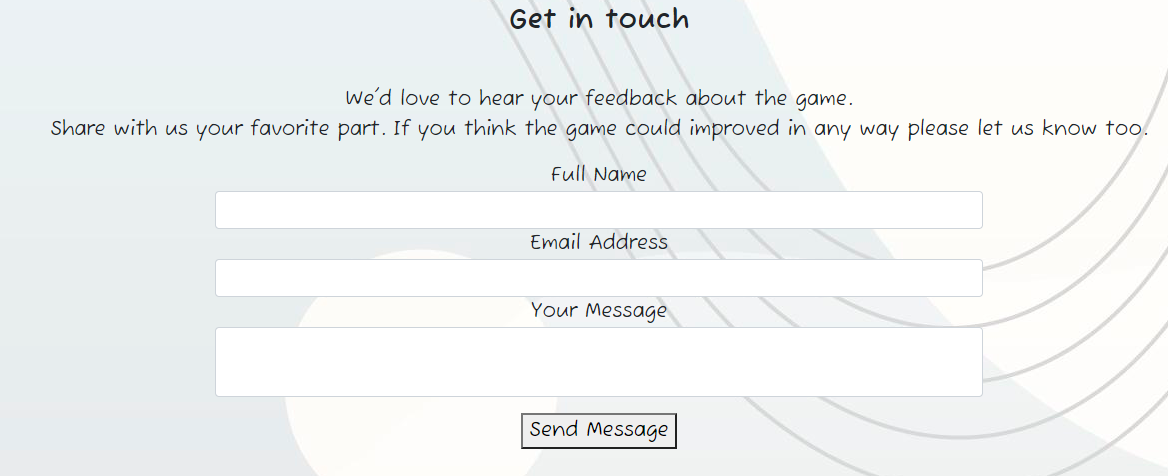 Get in touch
We'd love to hear your feedback about the game.
Share with us your favorite part. If you think the game could improved in any way please let us know too.
Full Name
Email Address
Your Message
Send Message